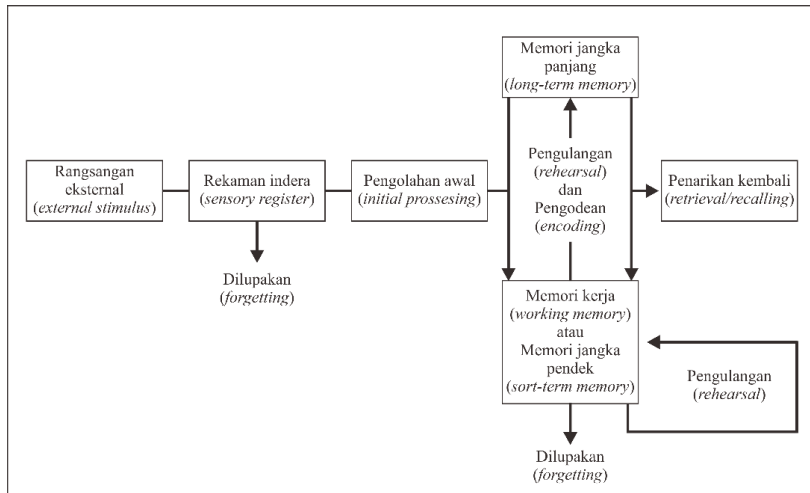 Memori jangka
panjang
(long-term memory)
Rangsangan
eksternal
(external stimulus)
Rekaman indera
(sensory register)
Pengolahan awal
(initial prossesing)
Pengulangan
(rehearsal)
dan
Pengodean
(encoding)
Penarikan kembali
(retrieval/recalling)
Dilupakan
(forgetting)
Memori kerja
(working memory)
atau
Memori jangka
pendek
(sort-term memory)
Pengulangan
(rehearsal)
Dilupakan
(forgetting)